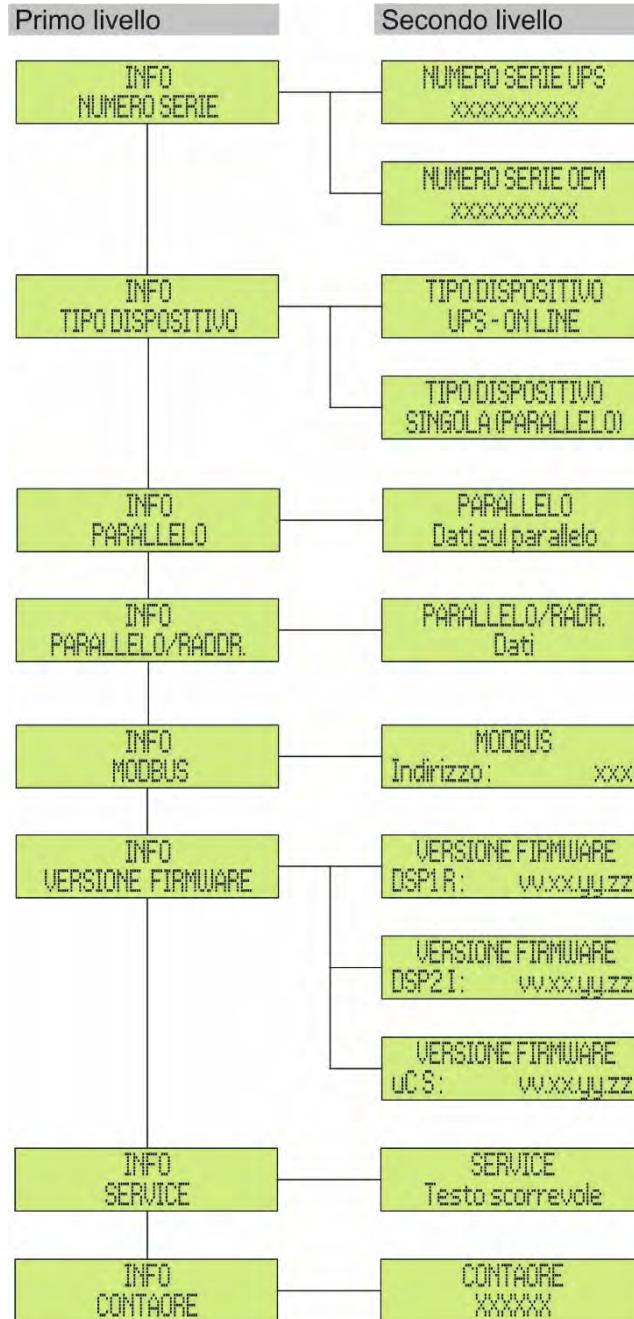 Primo livello
Secondo livello
INFO
NUMERO SERIE
NUMERO SERIE UPS
xxxxxxxxxx
NUMERO SERIE OEM
xxxxxxxxxx
INFO
TIPO DISPOSITIVO
TIPO DISPOSITIVO
UPS - ON LINE
TIPO DISPOSITIVO
SINGOLA (PARALLELO)
INFO
PARALLELO
PARALLELO
Dati sul parallelo
INFO
PARALLELO/RADDR.
PARALLELO/RADR.
Dati
INFO
MODBUS
MODBUS
Indirizzo: xxx
INFO
VERSIONE FIRMWARE
VERSIONE FIRMWARE
DSP1 R: vv.xx.yy.zz
VERSIONE FIRMWARE
DSP2 I: vv.xx.yy.zz
VERSIONE FIRMWARE
uC S: vv.xx.yy.zz
INFO
SERVICE
SERVICE
Testo scorrevole
INFO
CONTAORE
CONTAORE
XXXXXX